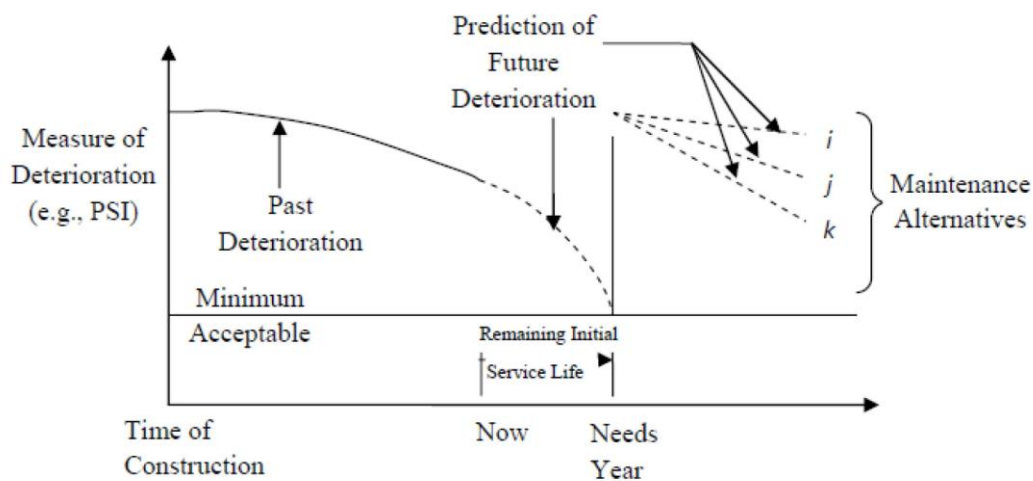 Prediction of
Future
Deterioration
Measure of
Deterioration
(e.g., PSI)
Past
Deterioration
i
j
k
Maintenance
Alternatives
Minimum
Acceptable
Remaining Initial
Service Life
Time of
Construction
Now
Needs
Year